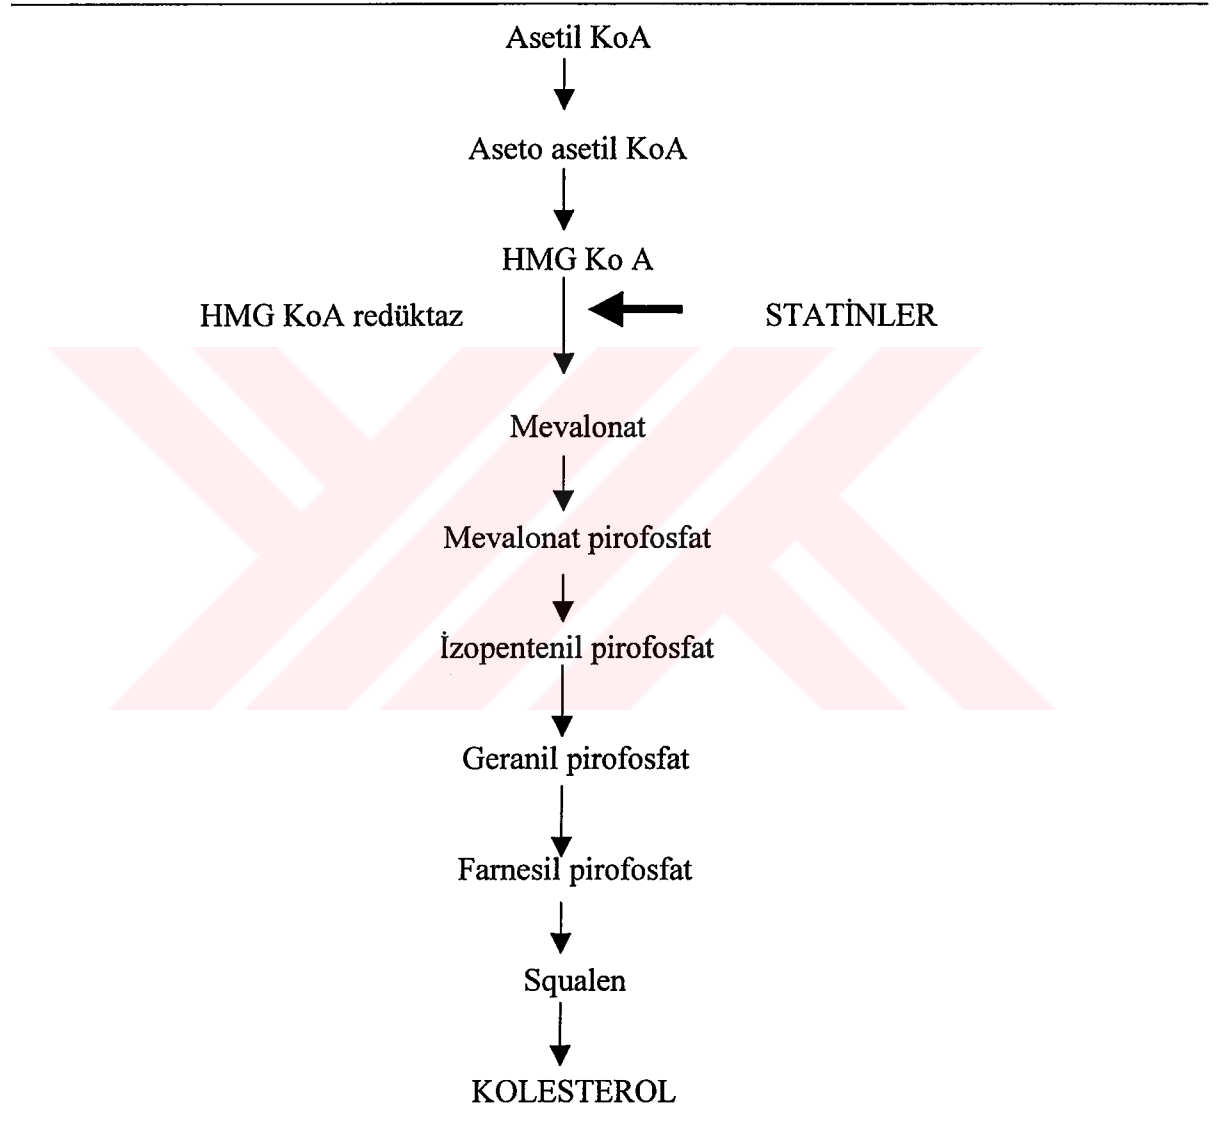 Asetil KoA
Aseto asetil KoA
HMG Ko A
HMG KoA redüktaz STATİNLER
Mevalonat
Mevalonat pirofosfat
İzopentenil pirofosfat
Geranil pirofosfat
Farnesil pirofosfat
Squalen
KOLESTEROL